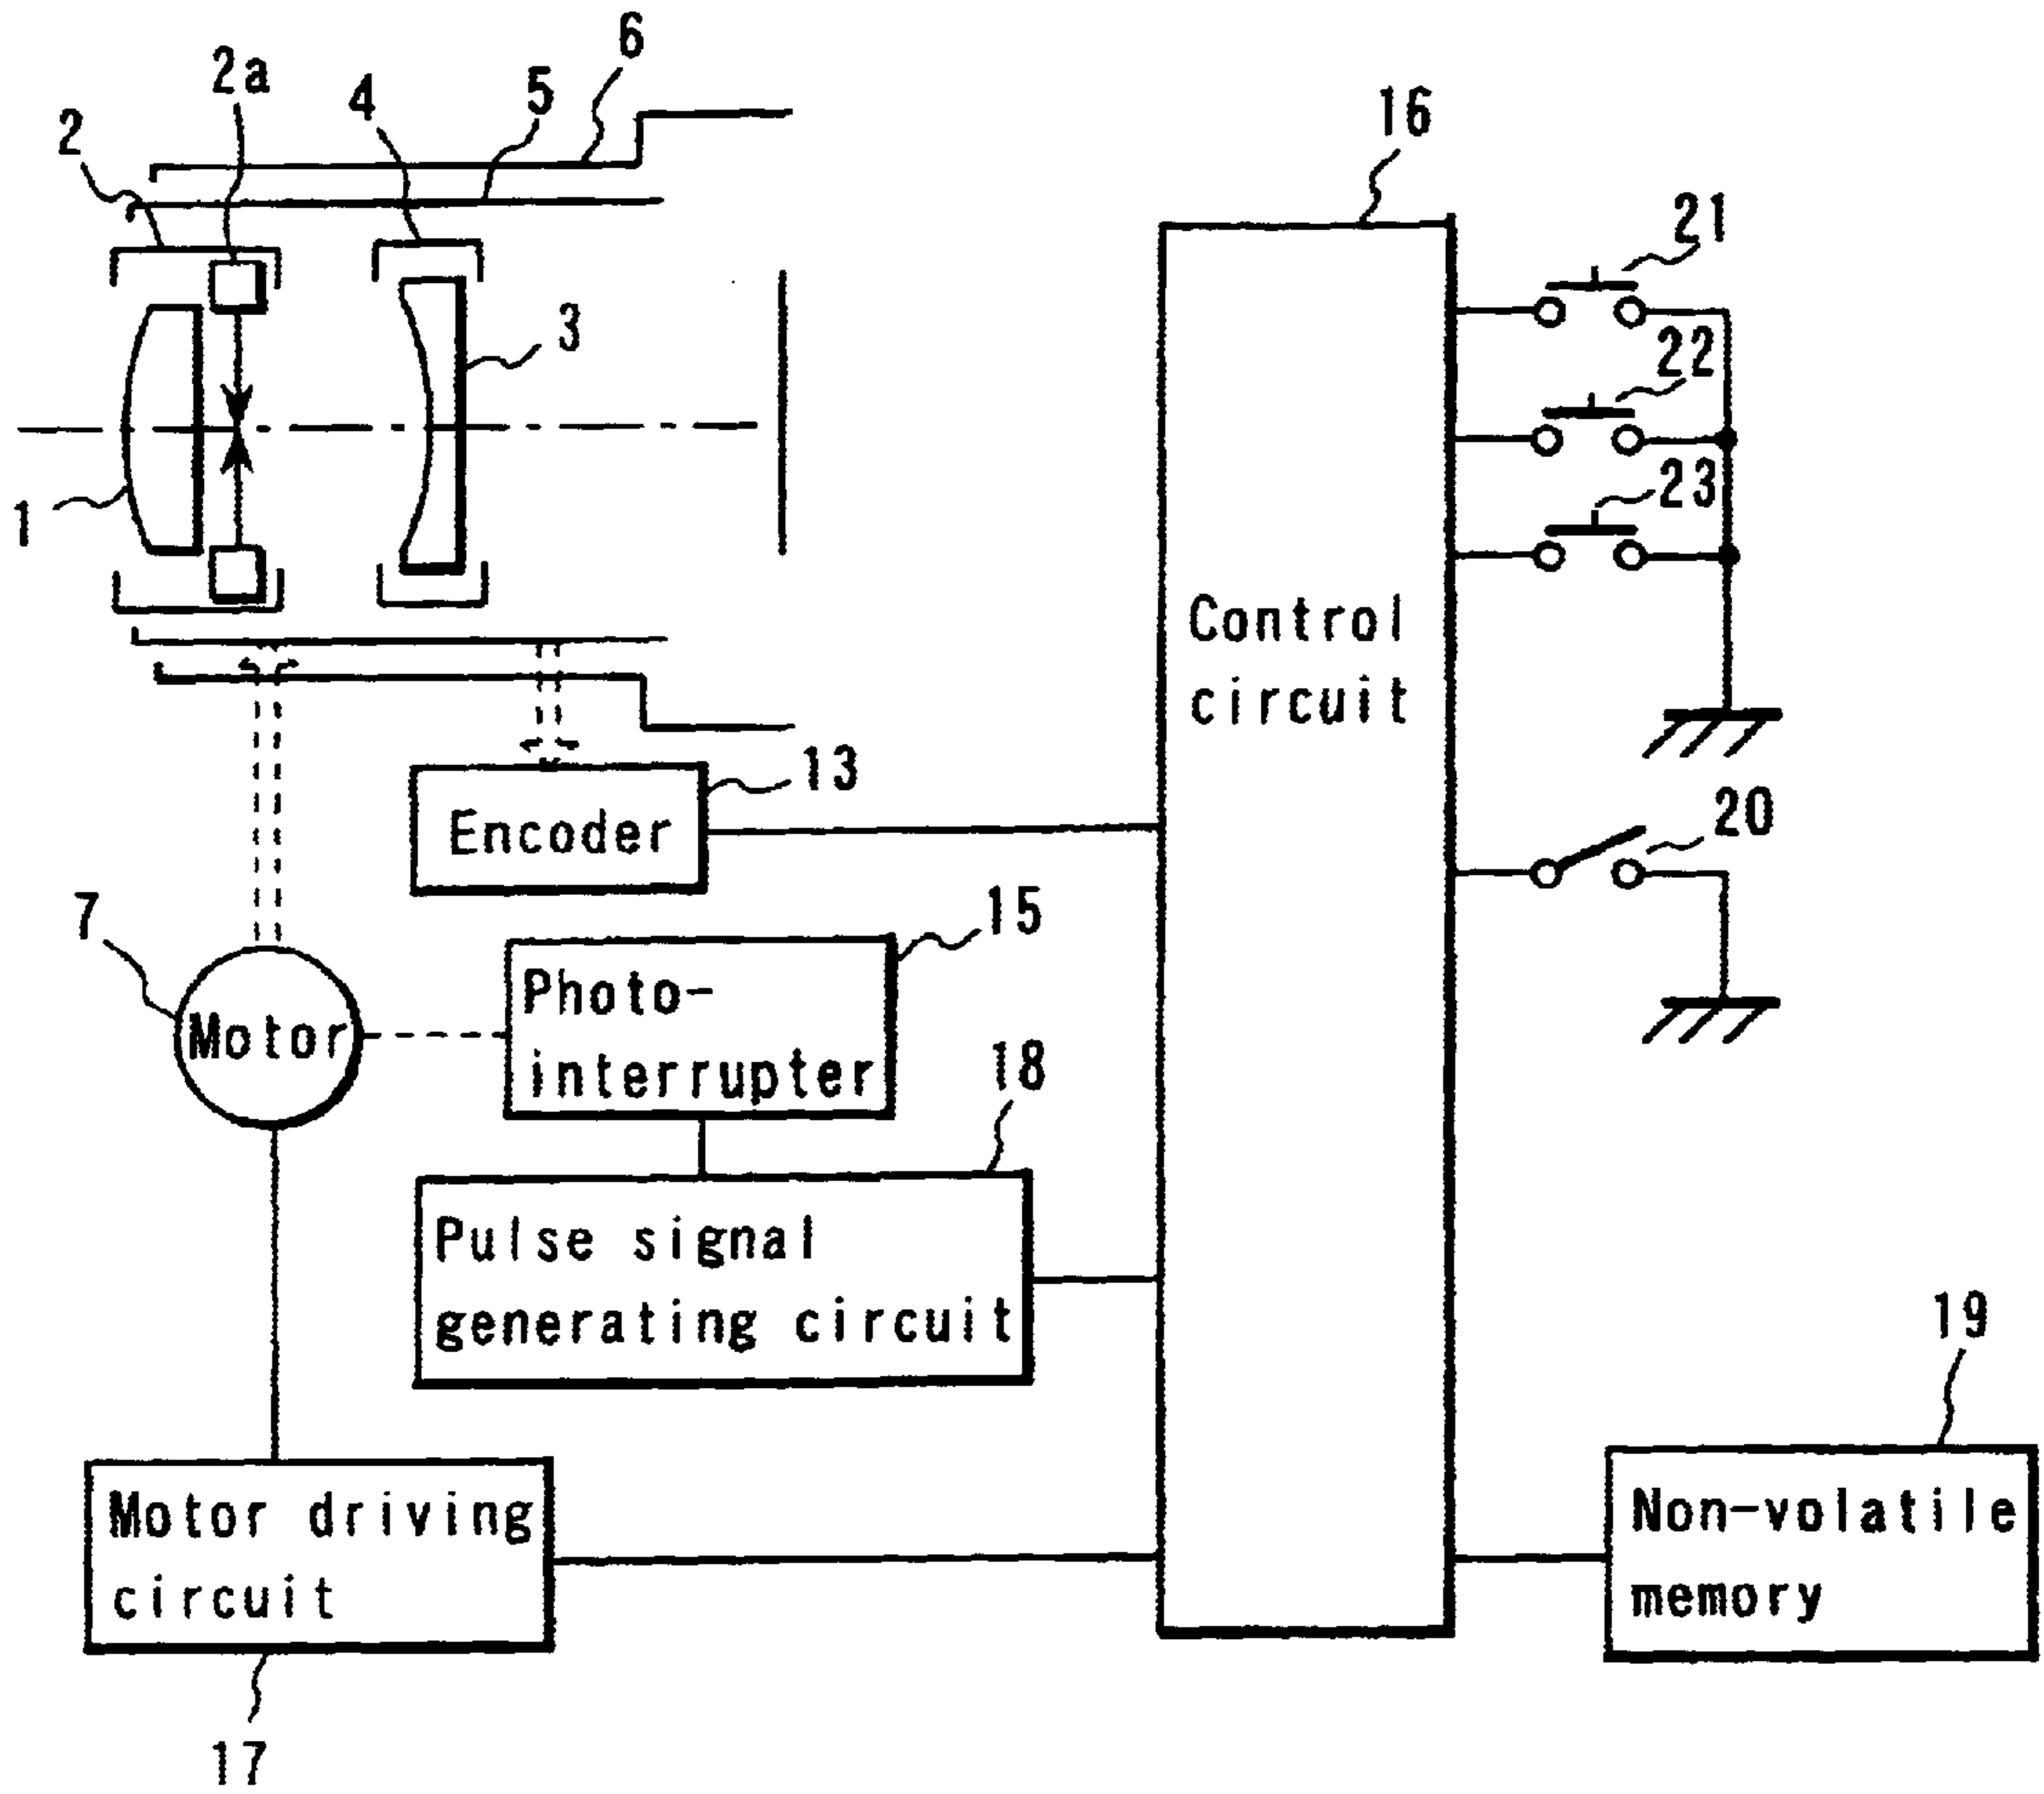 6
2a
4
5
2
16
21
3
22
1
23
Control
circuit
13
Encoder
20
7
15
Motor
Photo-
interrupter
18
Pulse signal
generating circuit
19
Motor driving
circuit
Non-volatile
memory
17